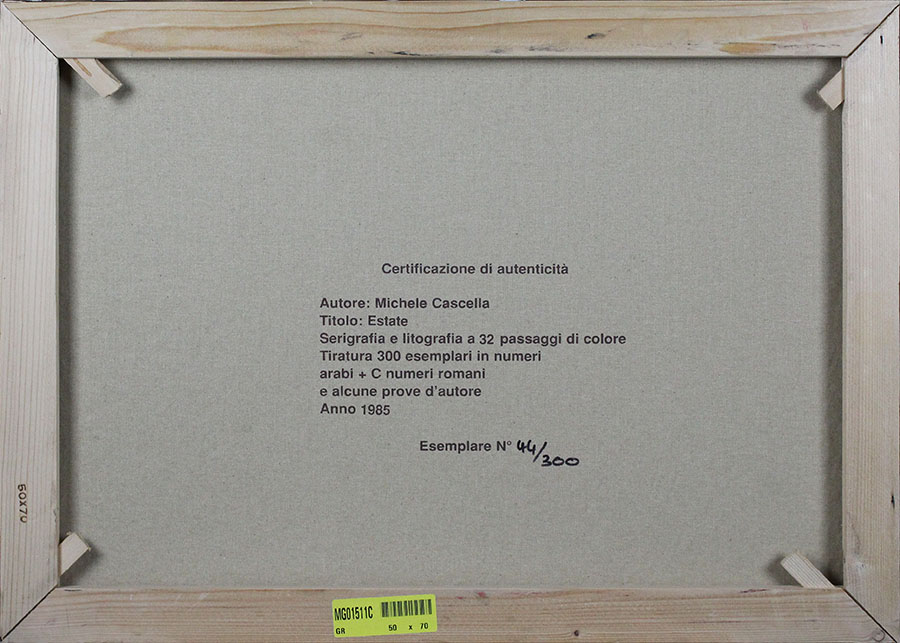 Certificazione di autenticità
Autore: Michele Cascella
Titolo: Estate
Serigrafia e litografia a 32 passaggi di colore
Tiratura 300 esemplari in numeri
arabi + C numeri romani
e alcune prove d'autore
Anno 1985
Esemplare N° 44/300
50x70
MG01511C
GR 50 x 70